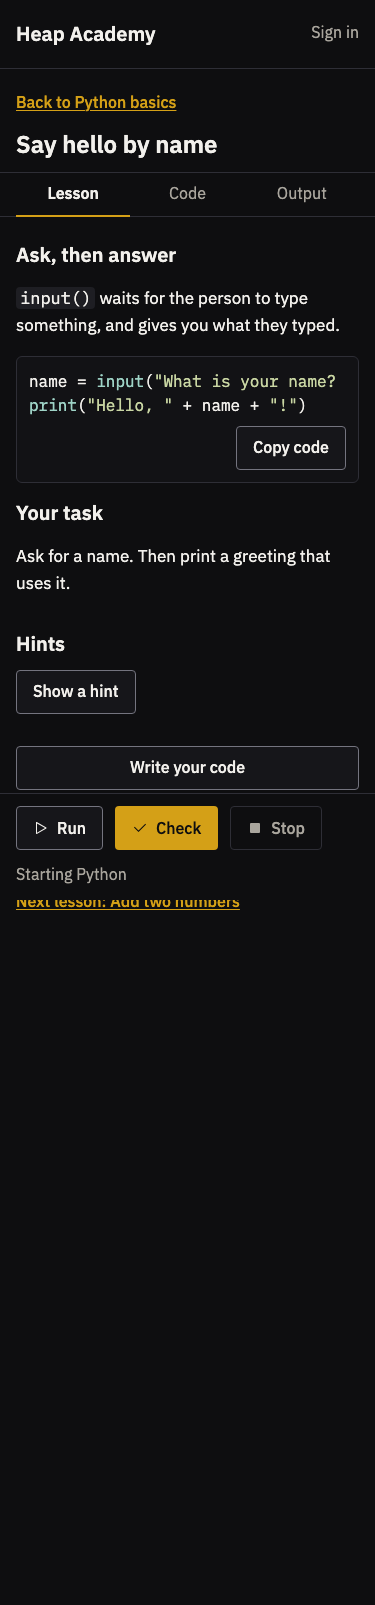 Heap Academy
Sign in
Back to Python basics
Say hello by name
Lesson Code Output
Ask, then answer
input() waits for the person to type
something, and gives you what they typed.
name = input("What is your name?
print("Hello, " + name + "!")
Copy code
Your task
Ask for a name. Then print a greeting that
uses it.
Hints
Show a hint
Write your code
Run Check Stop
Starting Python
Next lesson: Add two numbers